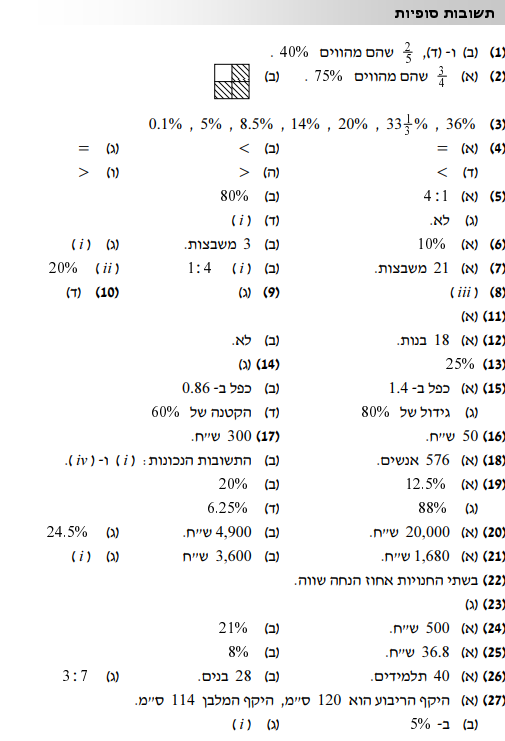 תשובות סופיות
(1) (ב) ו-(ד), 2/5 שהם מהווים 40% .
(2) (א) 3/4 שהם מהווים 75% . (ב)
(3) 36% , 33 1/3% , 20% , 14% , 8.5% , 5% , 0.1%
(4) (א) = (ב) > (ג) =
(ד) > (ה) < (ו) <
(5) (א) 4:1 (ב) 80%
(ג) לא. (ד) (i)
(6) (א) 10% (ב) 3 משבצות. (ג) (i)
(7) (א) 21 משבצות. (ב) (i) 1:4 (ii) 20%
(8) (iii) (9) (ג) (10) (ד)
(11) (א)
(12) (א) 18 בנות. (ב) לא.
(13) 25% (14) (ג)
(15) (א) כפל ב- 1.4 (ב) כפל ב- 0.86
(ג) גידול של 80% (ד) הקטנה של 60%
(16) 50 ש״ח. (17) 300 ש״ח.
(18) (א) 576 אנשים. (ב) התשובות הנכונות: (i) ו-(iv).
(19) (א) 12.5% (ב) 20%
(ג) 88% (ד) 6.25%
(20) (א) 20,000 ש״ח. (ב) 4,900 ש״ח. (ג) 24.5%
(21) (א) 1,680 ש״ח. (ב) 3,600 ש״ח (ג) (i)
(22) בשתי החנויות אחוז הנחה שווה.
(23) (ג)
(24) (א) 500 ש״ח. (ב) 21%
(25) (א) 36.8 ש״ח. (ב) 8%
(26) (א) 40 תלמידים. (ב) 28 בנים. (ג) 3:7
(27) (א) היקף הריבוע הוא 120 ס״מ, היקף המלבן 114 ס״מ.
(ב) ב- 5% (ג) (i)